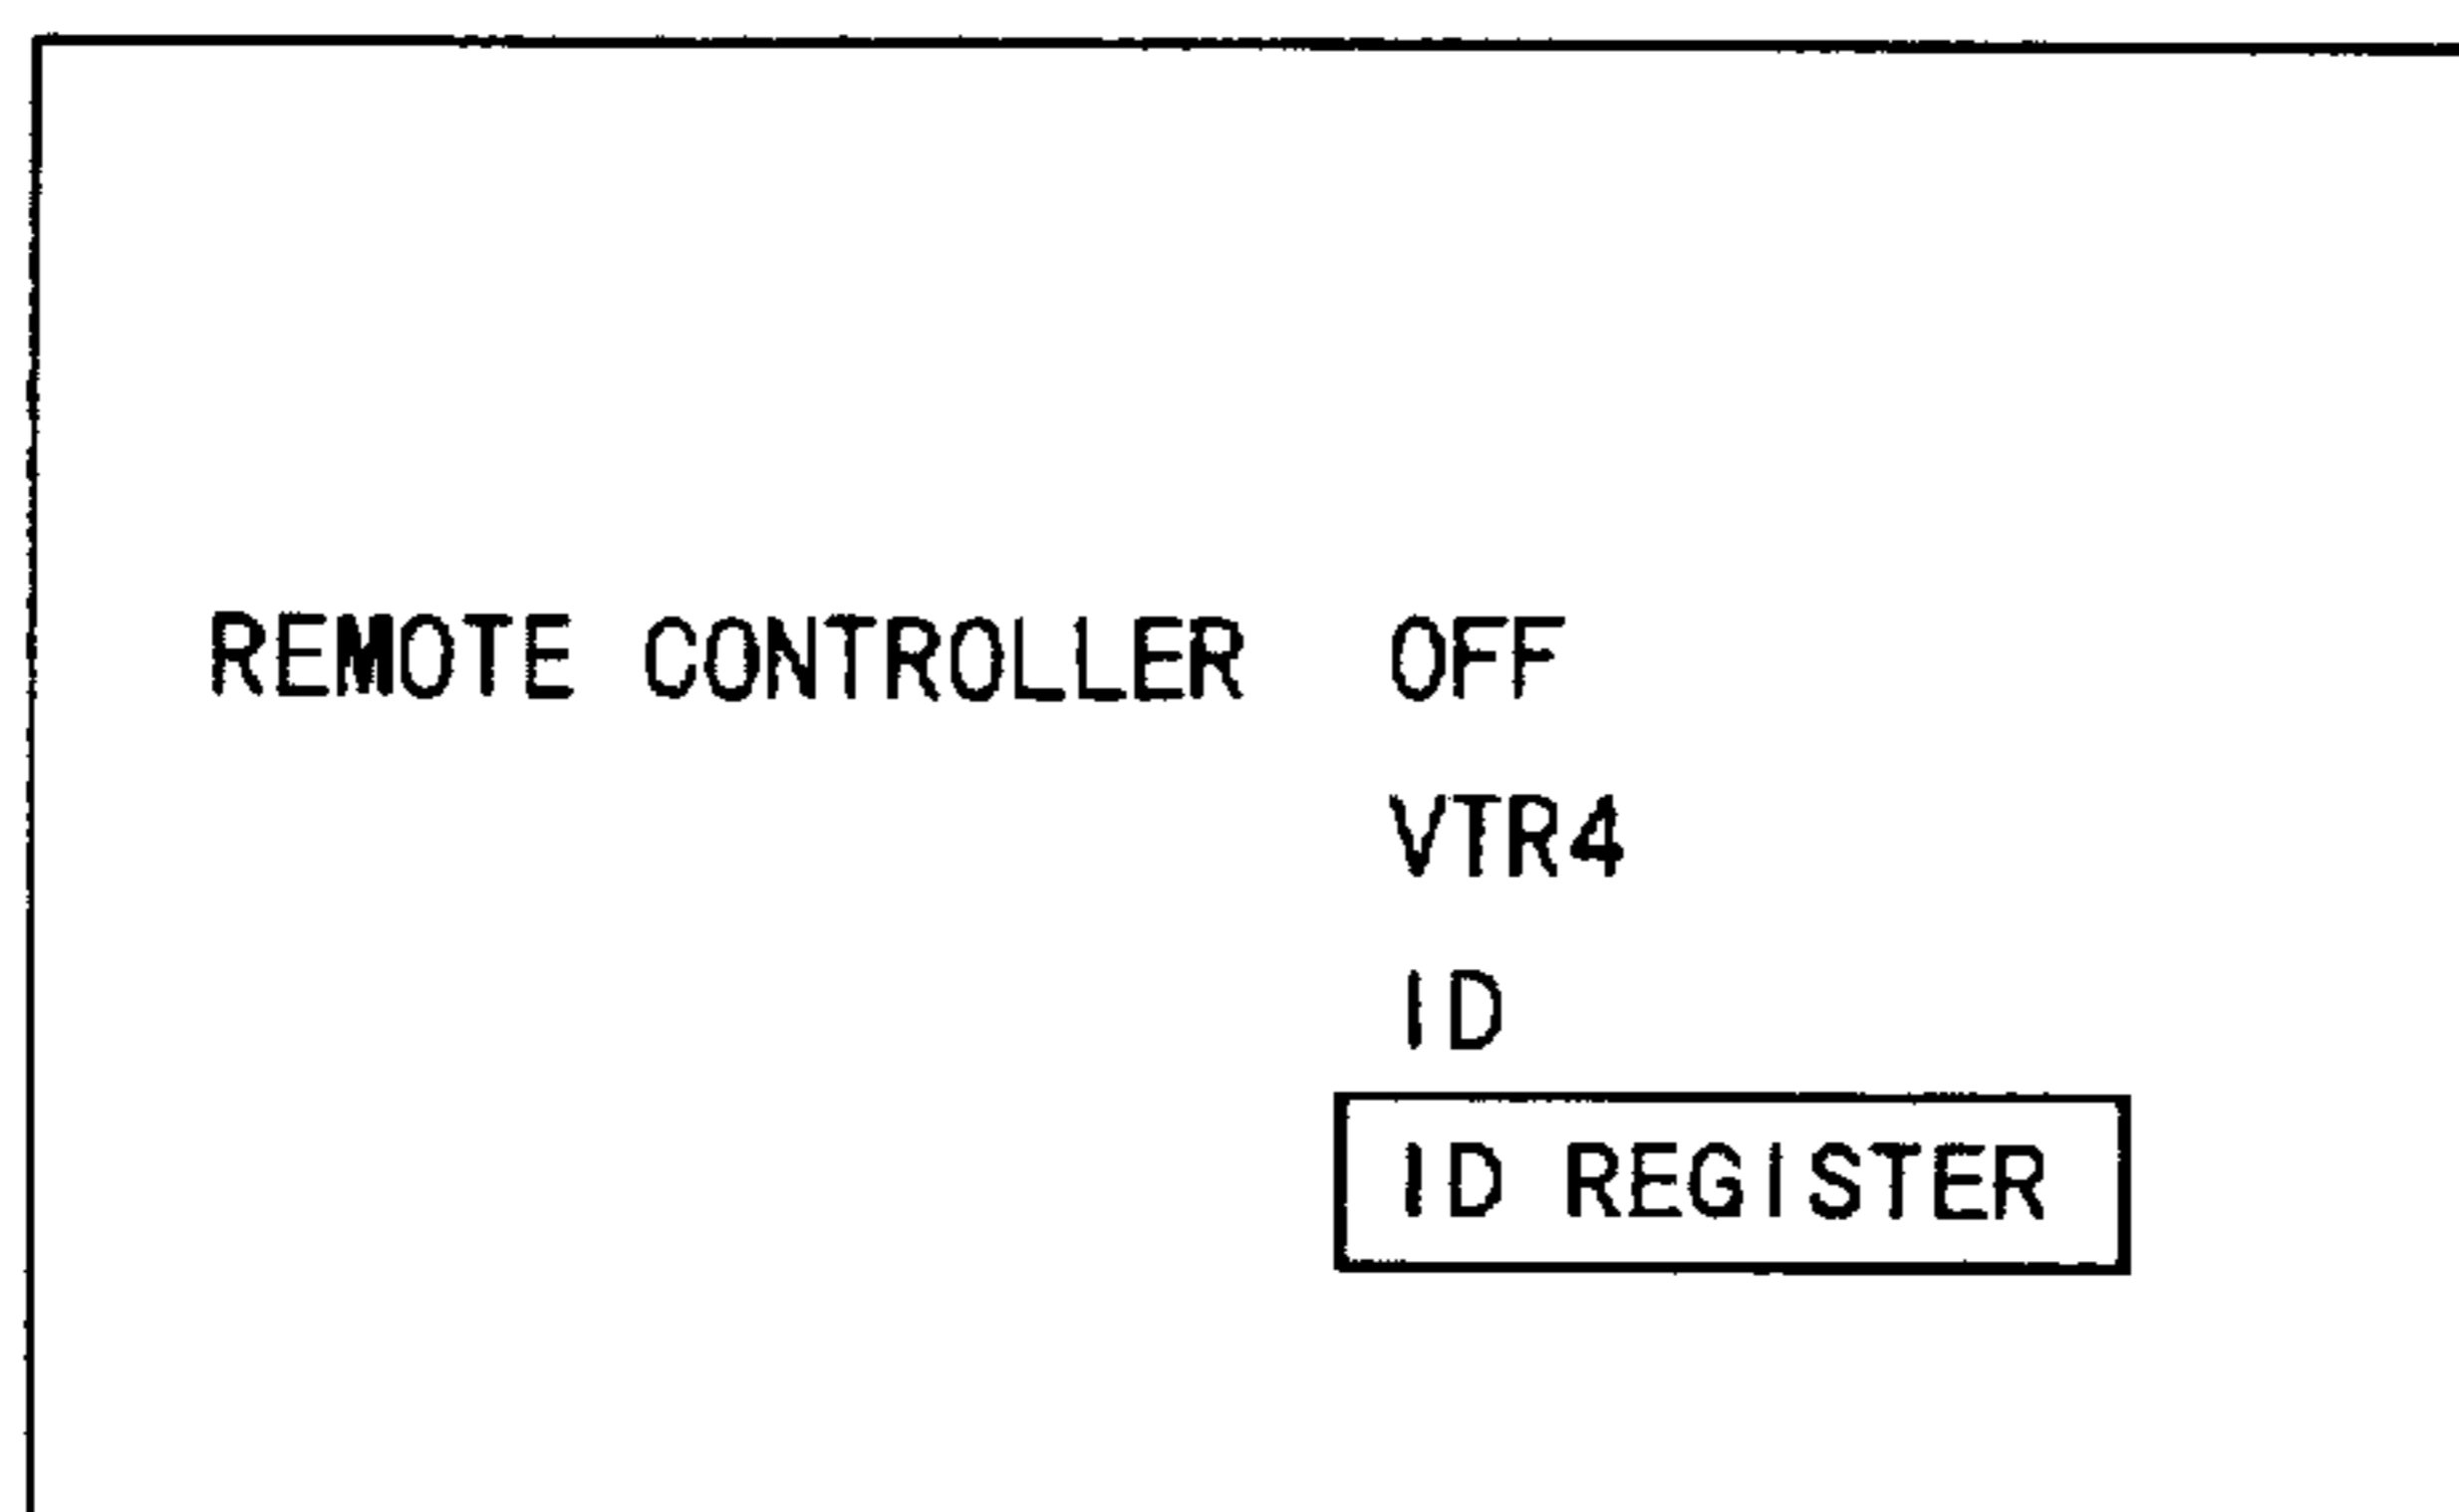 REMOTE CONTROLLER OFF
VTR4
ID
ID REGISTER